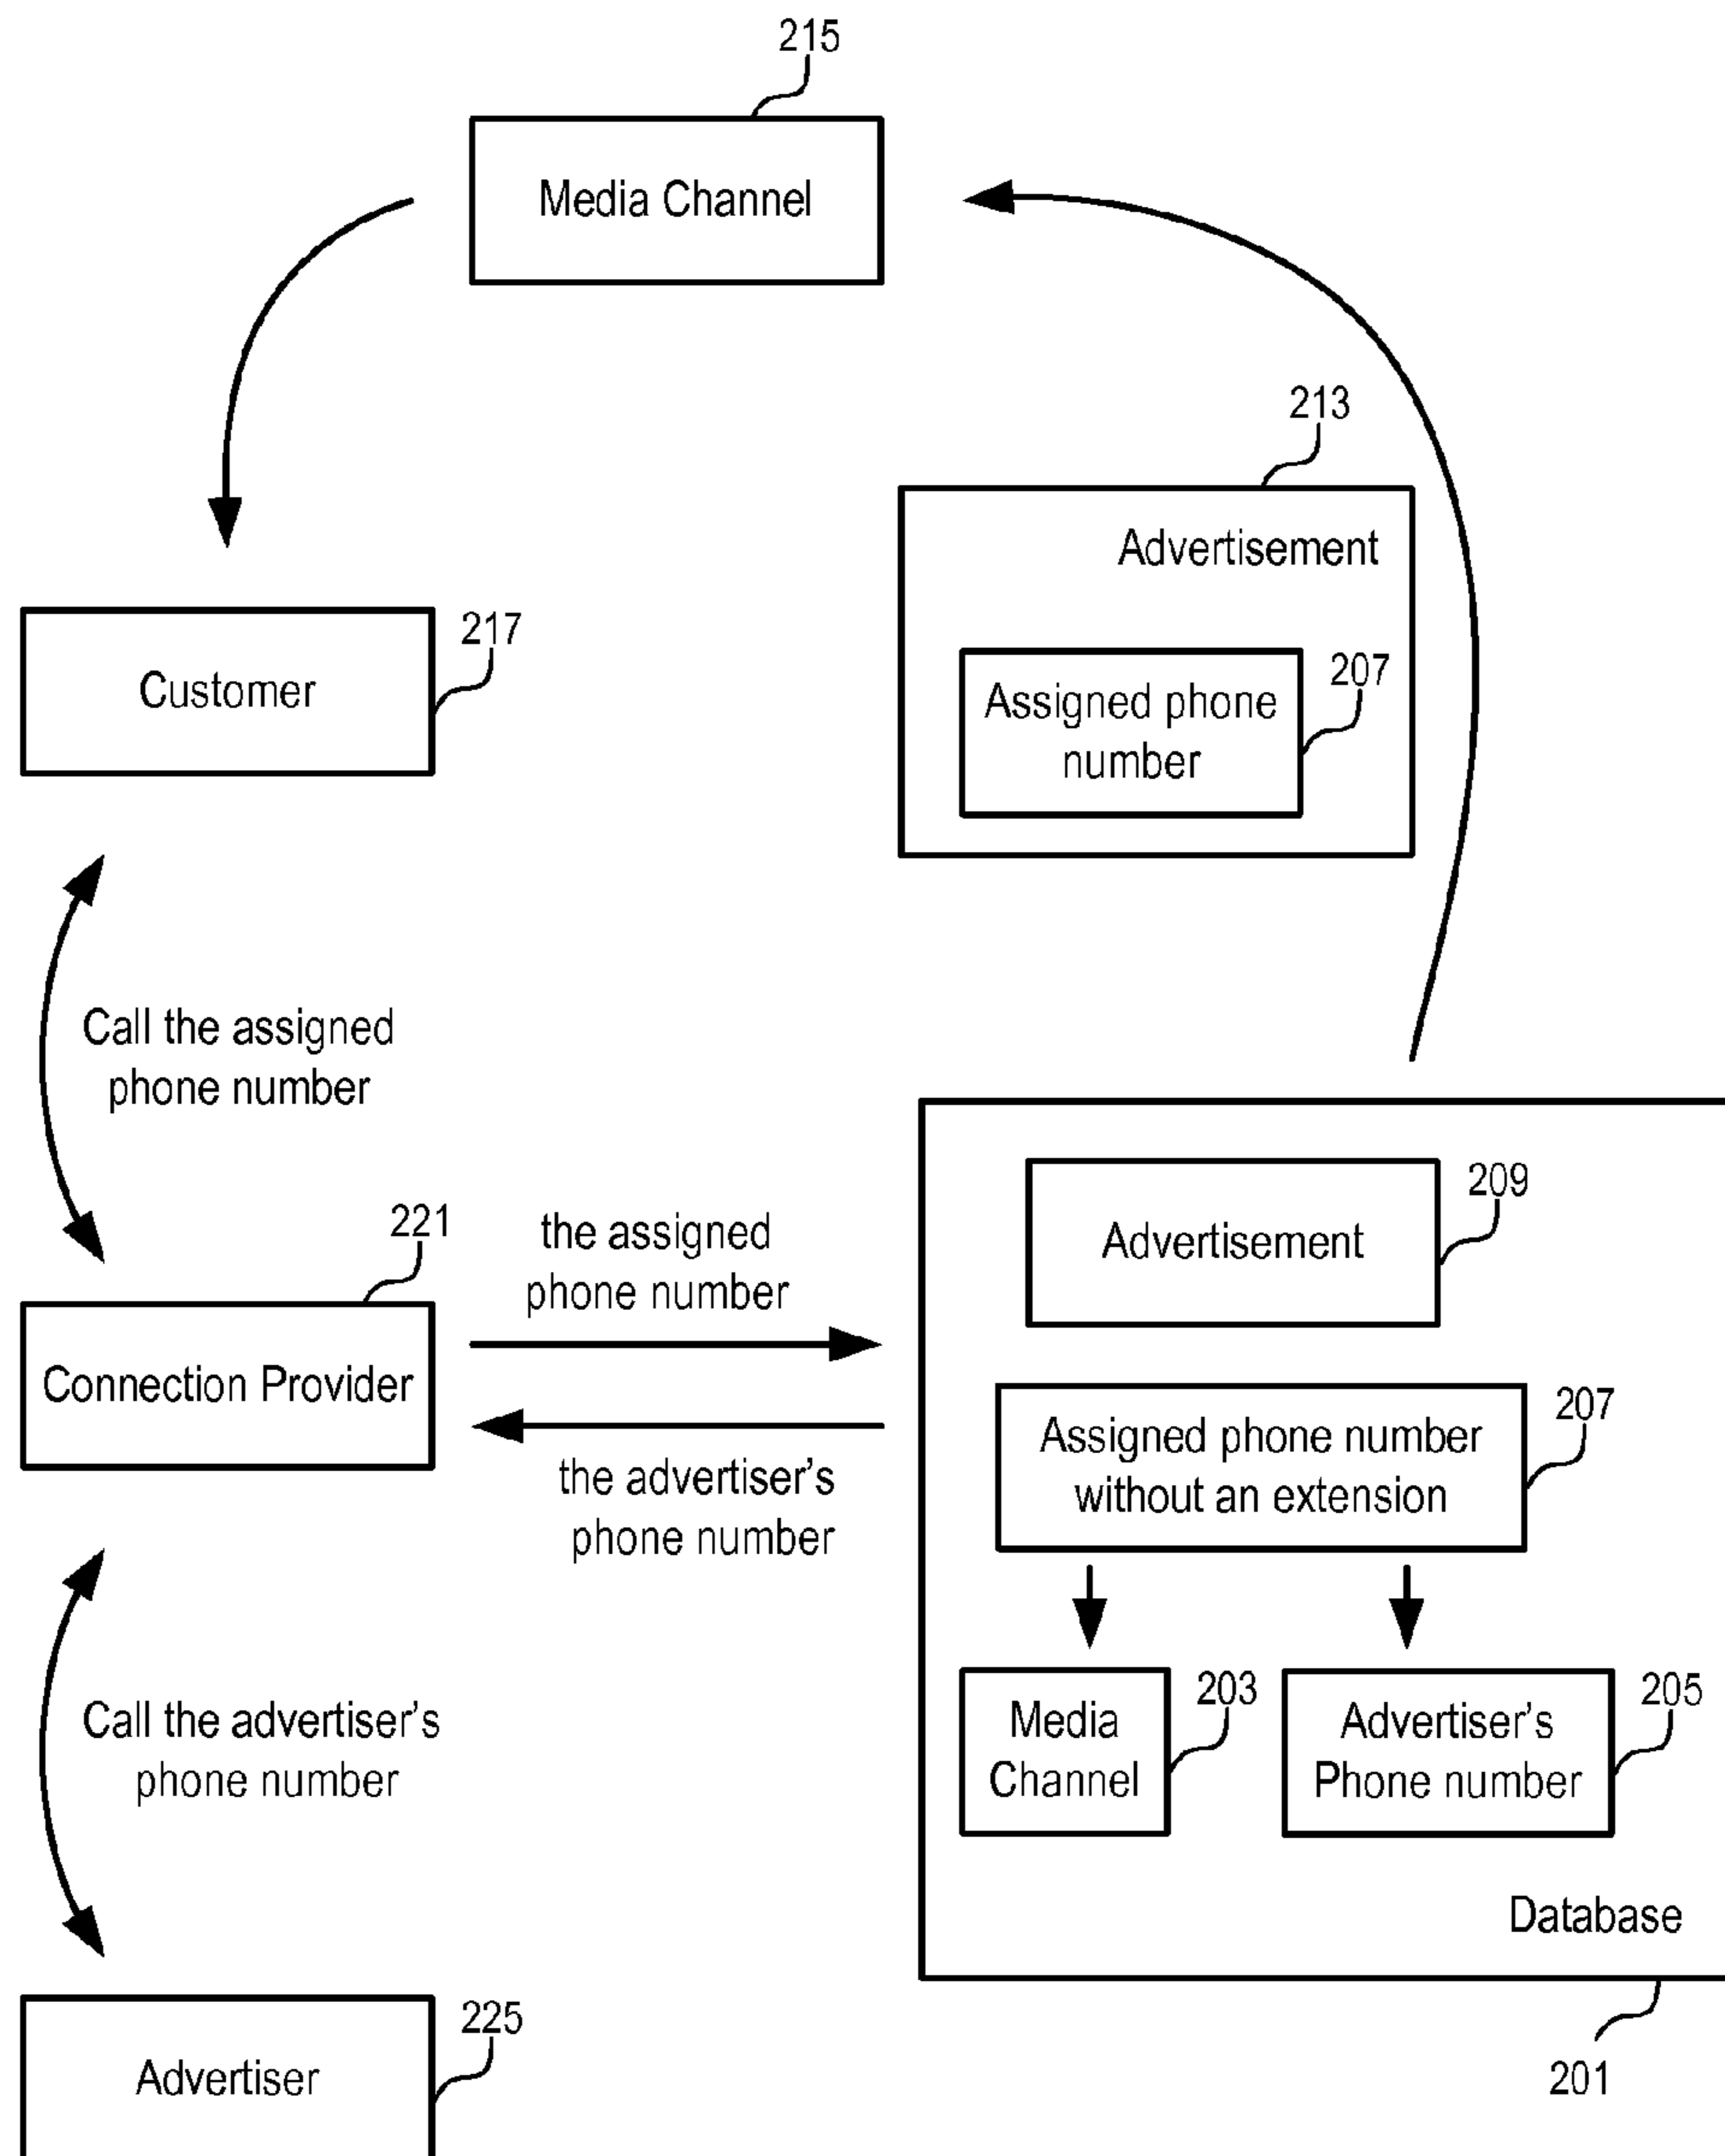 215
Media Channel
213
Advertisement
217
Customer
207
Assigned phone
number
Call the assigned
phone number
209
Advertisement
221
the assigned
phone number
Connection Provider
207
Assigned phone number
without an extension
the advertiser's
phone number
203
Media
Channel
205
Advertiser's
Phone number
Call the advertiser's
phone number
Database
225
Advertiser
201